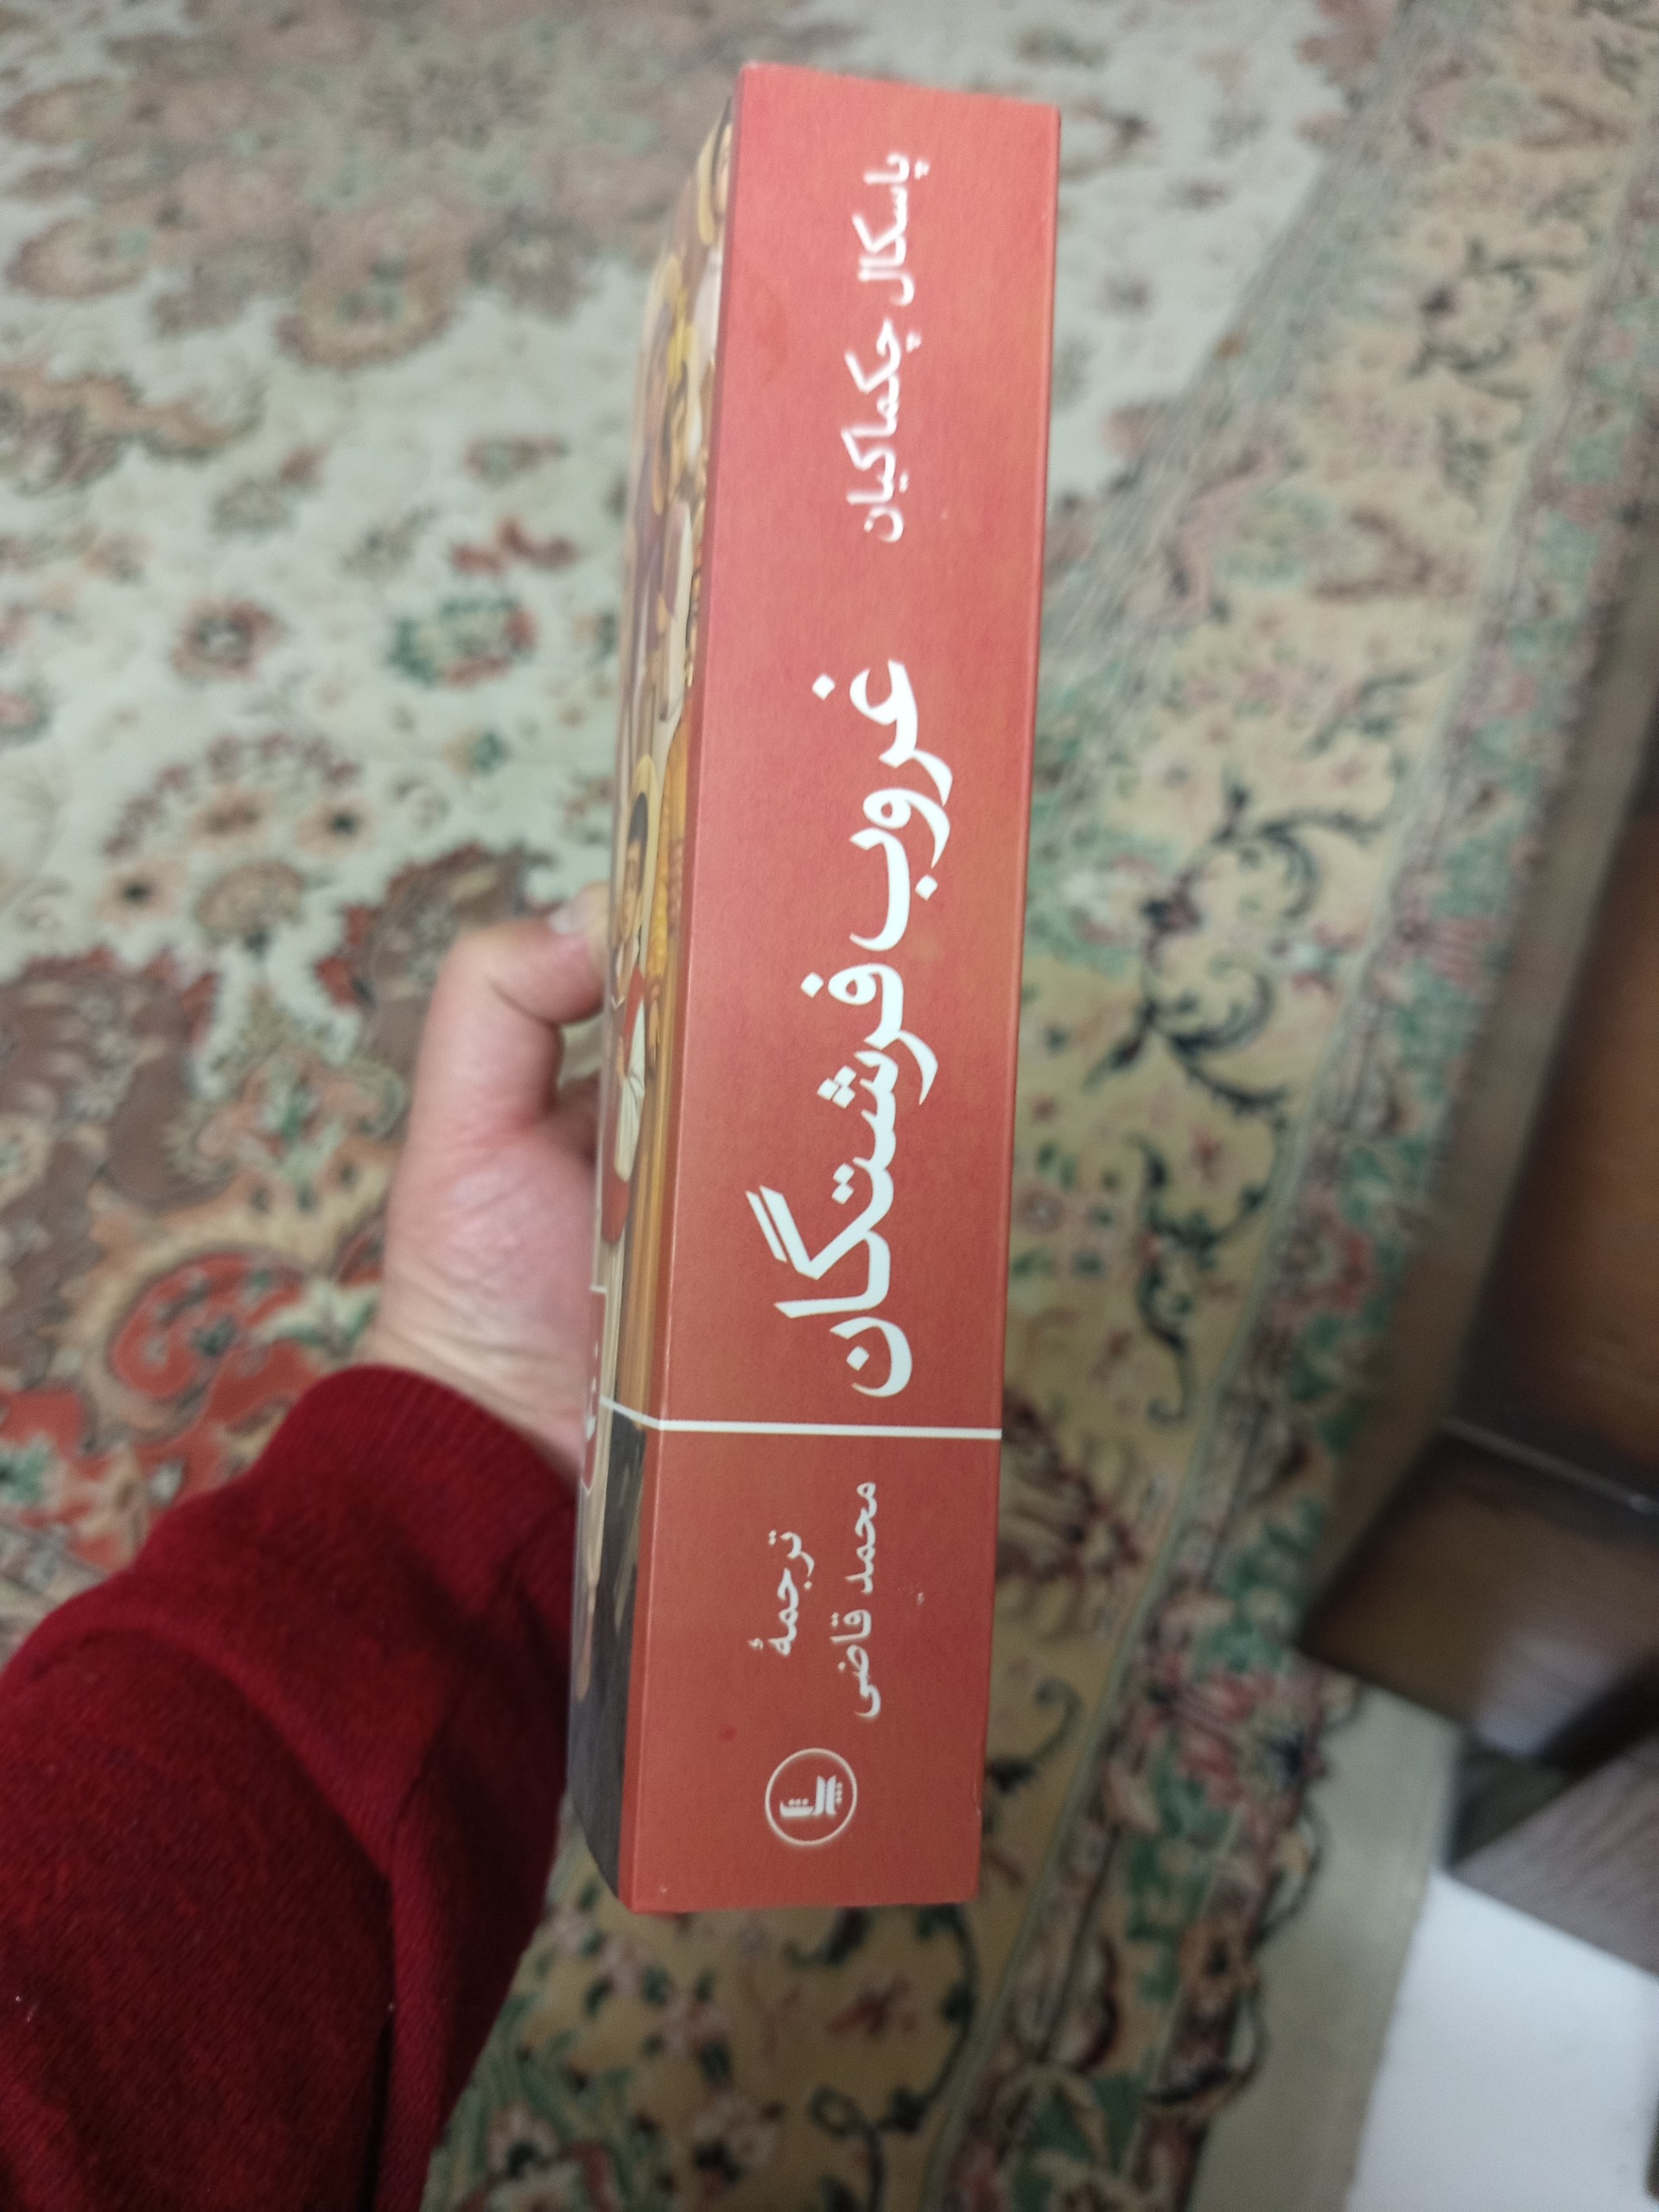 پاسکال چکماکیان
غروب فرشتگان
ترجمهٔ
محمد قاضی